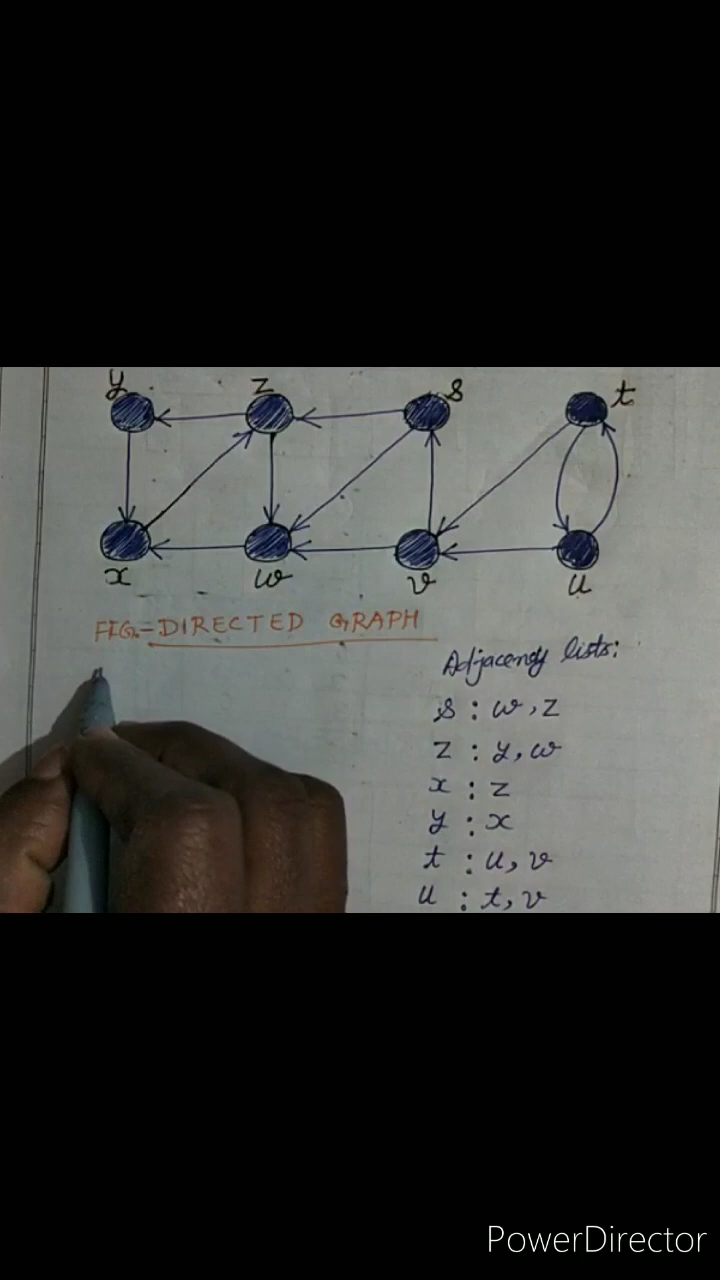 y z s t
x w v u
FIG.-DIRECTED GRAPH
Adjacency lists:
s : w, z
z : y, w
x : z
y : x
t : u, v
u : t, v
PowerDirector